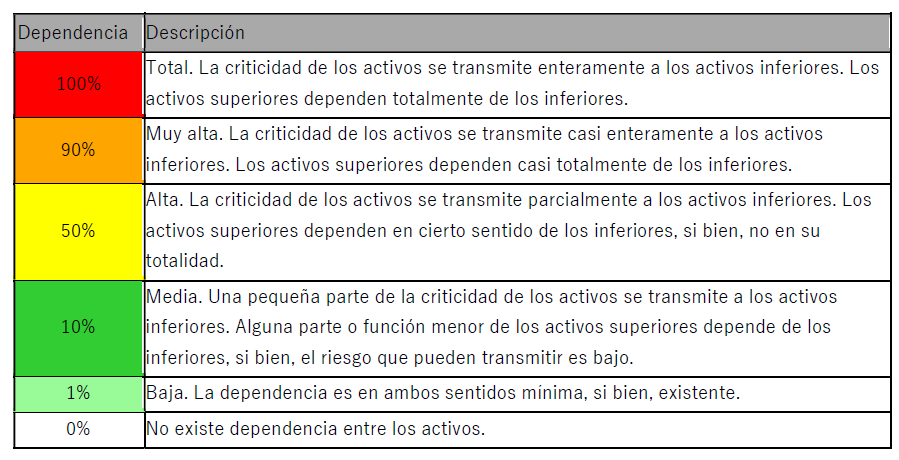 Dependencia Descripción
100%
Total. La criticidad de los activos se transmite enteramente a los activos inferiores. Los
activos superiores dependen totalmente de los inferiores.
90%
Muy alta. La criticidad de los activos se transmite casi enteramente a los activos
inferiores. Los activos superiores dependen casi totalmente de los inferiores.
50%
Alta. La criticidad de los activos se transmite parcialmente a los activos inferiores. Los
activos superiores dependen en cierto sentido de los inferiores, si bien, no en su
totalidad.
10%
Media. Una pequeña parte de la criticidad de los activos se transmite a los activos
inferiores. Alguna parte o función menor de los activos superiores depende de los
inferiores, si bien, el riesgo que pueden transmitir es bajo.
1% Baja. La dependencia es en ambos sentidos mínima, si bien, existente.
0% No existe dependencia entre los activos.